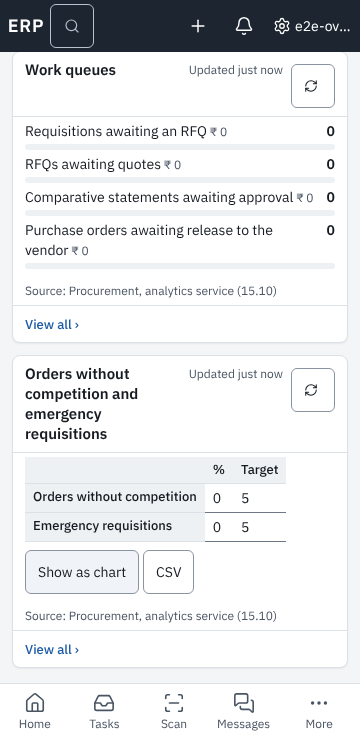 ERP
e2e-ov...
Work queues
Updated just now
Requisitions awaiting an RFQ ₹ 0 0
RFQs awaiting quotes ₹ 0 0
Comparative statements awaiting approval ₹ 0 0
Purchase orders awaiting release to the 0
vendor ₹ 0
Source: Procurement, analytics service (15.10)
View all ›
Orders without
competition and
emergency
requisitions
Updated just now
% Target
Orders without competition 0 5
Emergency requisitions 0 5
Show as chart CSV
Source: Procurement, analytics service (15.10)
View all ›
Home Tasks Scan Messages More